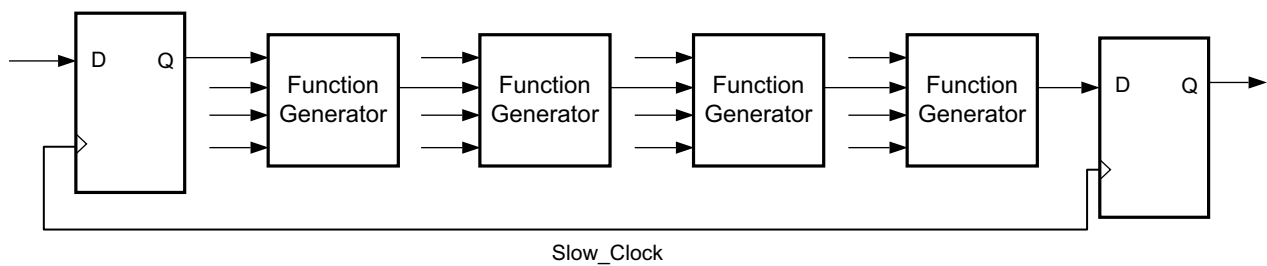 D Q
Function
Generator
Function
Generator
Function
Generator
Function
Generator
D Q
Slow_Clock